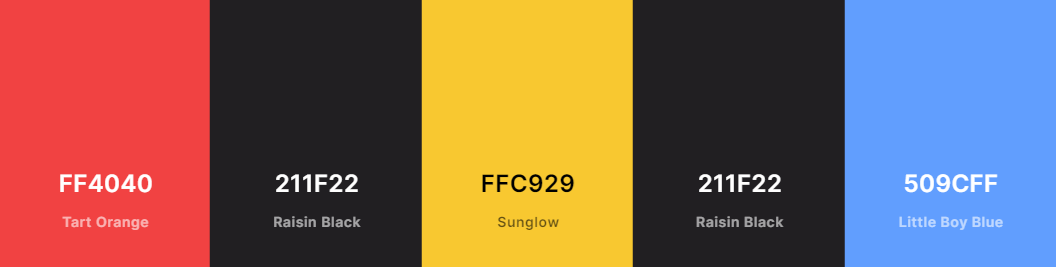 FF4040
Tart Orange
211F22
Raisin Black
FFC929
Sunglow
211F22
Raisin Black
509CFF
Little Boy Blue